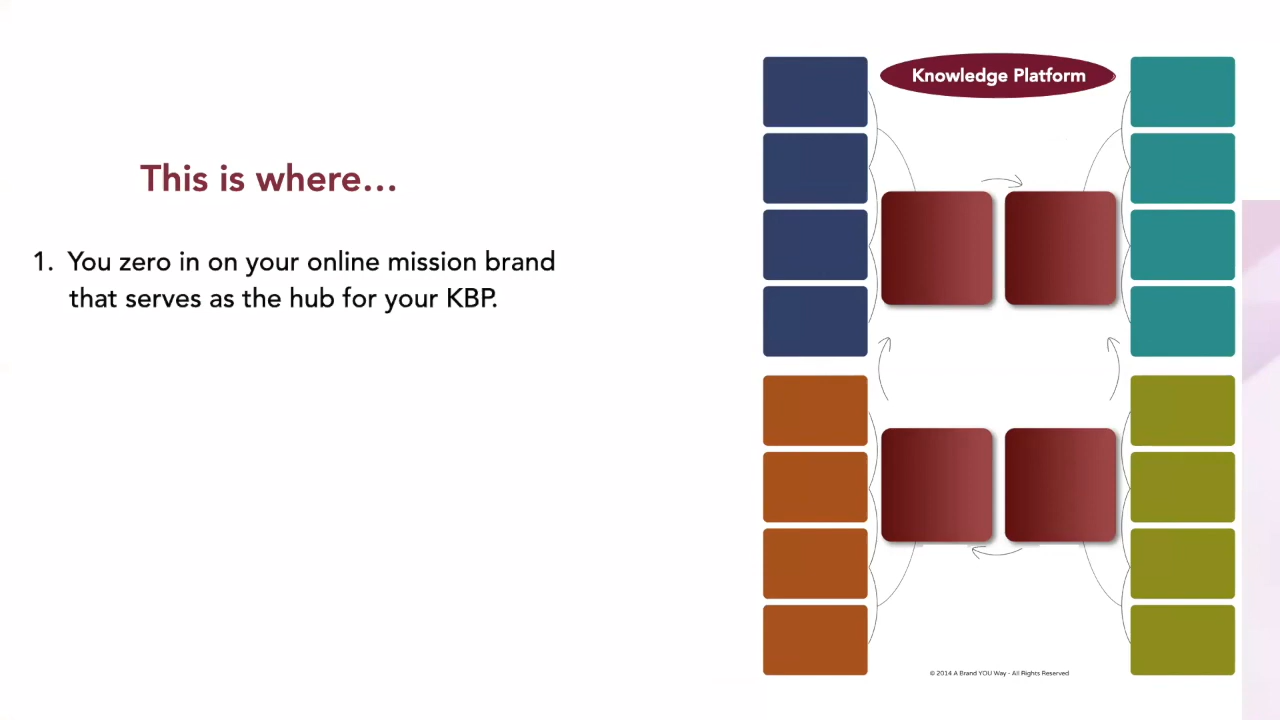 Knowledge Platform
This is where...
1. You zero in on your online mission brand
that serves as the hub for your KBP.
© 2014 A Brand YOU Way - All Rights Reserved